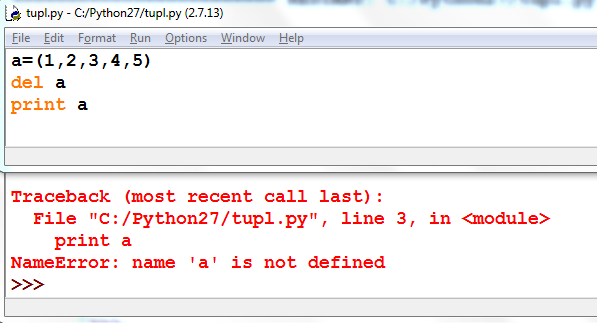 tupl.py - C:/Python27/tupl.py (2.7.13)
File Edit Format Run Options Window Help
a=(1,2,3,4,5)
del a
print a
Traceback (most recent call last):
  File "C:/Python27/tupl.py", line 3, in <module>
    print a
NameError: name 'a' is not defined
>>>